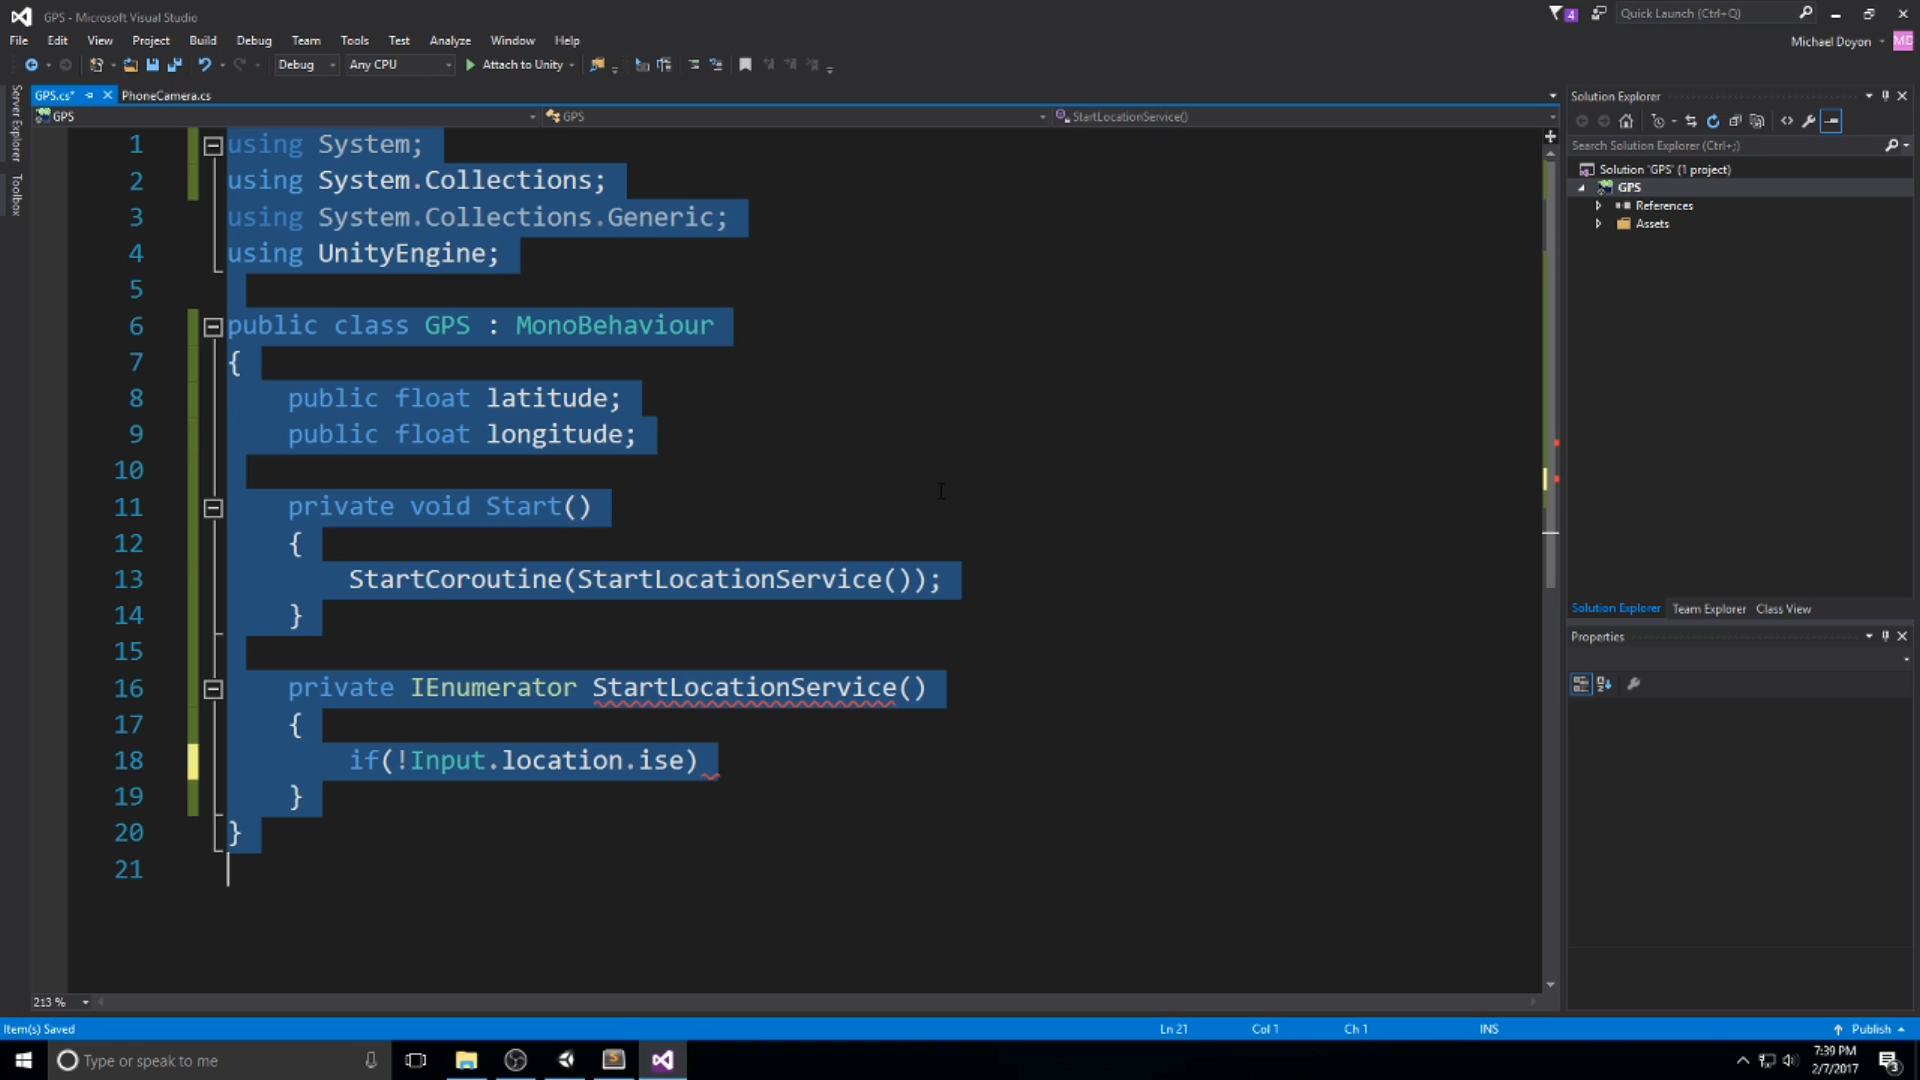 GPS - Microsoft Visual Studio
4
Quick Launch (Ctrl+Q)
File Edit View Project Build Debug Team Tools Test Analyze Window Help
Michael Doyon
MD
Debug
Any CPU
Attach to Unity
GPS.cs*
PhoneCamera.cs
GPS
GPS
StartLocationService()
Server Explorer
Toolbox
1 using System;
2 using System.Collections;
3 using System.Collections.Generic;
4 using UnityEngine;
5
6 public class GPS : MonoBehaviour
7 {
8 public float latitude;
9 public float longitude;
10
11 private void Start()
12 {
13 StartCoroutine(StartLocationService());
14 }
15
16 private IEnumerator StartLocationService()
17 {
18 if(!Input.location.ise)
19 }
20 }
21
Solution Explorer
Search Solution Explorer (Ctrl+;)
Solution 'GPS' (1 project)
GPS
References
Assets
Solution Explorer Team Explorer Class View
Properties
213 %
Item(s) Saved
Ln 21
Col 1
Ch 1
INS
Publish
Type or speak to me
7:39 PM
2/7/2017
3